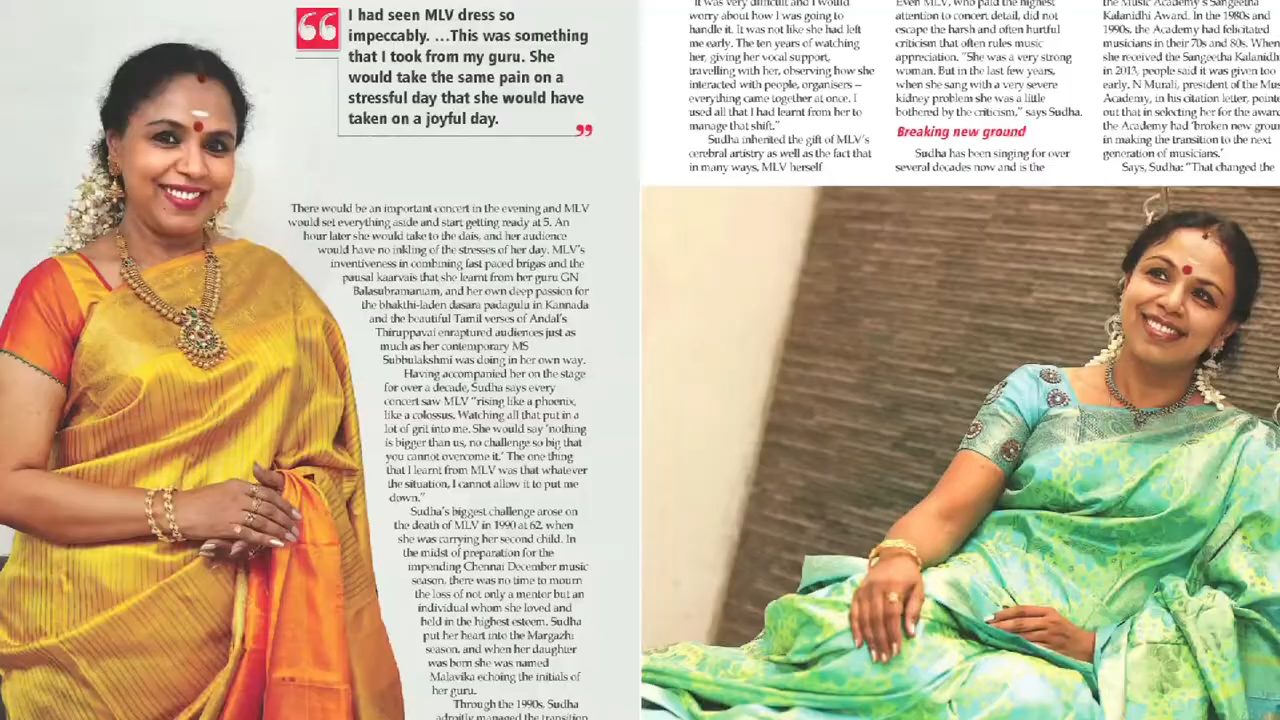 I had seen MLV dress so
impeccably. …This was something
that I took from my guru. She
would take the same pain on a
stressful day that she would have
taken on a joyful day.
There would be an important concert in the evening and MLV
would set everything aside and start getting ready at 5. An
hour later she would take to the dais, and her audience
would have no inkling of the stresses of her day. MLV's
inventiveness in combining fast paced brigas and the
pausal kaarvais that she learnt from her guru GN
Balasubramaniam, and her own deep passion for
the bhakthi-laden dasara padagulu in Kannada
and the beautiful Tamil verses of Andal's
Thiruppavai enraptured audiences just as
much as her contemporary MS
Subbulakshmi was doing in her own way.
Having accompanied her on the stage
for over a decade, Sudha says every
concert saw MLV "rising like a phoenix,
like a colossus. Watching all that put in a
lot of grit into me. She would say 'nothing
is bigger than us, no challenge so big that
you cannot overcome it.' The one thing
that I learnt from MLV was that whatever
the situation, I cannot allow it to put me
down."
Sudha's biggest challenge arose on
the death of MLV in 1990 at 62, when
she was carrying her second child. In
the midst of preparation for the
impending Chennai December music
season, there was no time to mourn
the loss of not only a mentor but an
individual whom she loved and
held in the highest esteem. Sudha
put her heart into the Margazhi
season, and when her daughter
was born she was named
Malavika echoing the initials of
her guru.
Through the 1990s, Sudha
adroitly managed the transition
"It was very difficult and I would
worry about how I was going to
handle it. It was not like she had left
me early. The ten years of watching
her, giving her vocal support,
travelling with her, observing how she
interacted with people, organisers –
everything came together at once. I
used all that I had learnt from her to
manage that shift."
Sudha inherited the gift of MLV's
cerebral artistry as well as the fact that
in many ways, MLV herself
Even MLV, who paid the highest
attention to concert detail, did not
escape the harsh and often hurtful
criticism that often rules music
appreciation. "She was a very strong
woman. But in the last few years,
when she sang with a very severe
kidney problem she was a little
bothered by the criticism," says Sudha.
Breaking new ground
Sudha has been singing for over
several decades now and is the
the Music Academy's Sangeetha
Kalanidhi Award. In the 1980s and
1990s, the Academy had felicitated
musicians in their 70s and 80s. When
she received the Sangeetha Kalanidhi
in 2013, people said it was given too
early. N Murali, president of the
Academy, in his citation letter,
out that in selecting her for the
the Academy had 'broken new
in making the transition to the next
generation of musicians.'
Says, Sudha: "That changed the